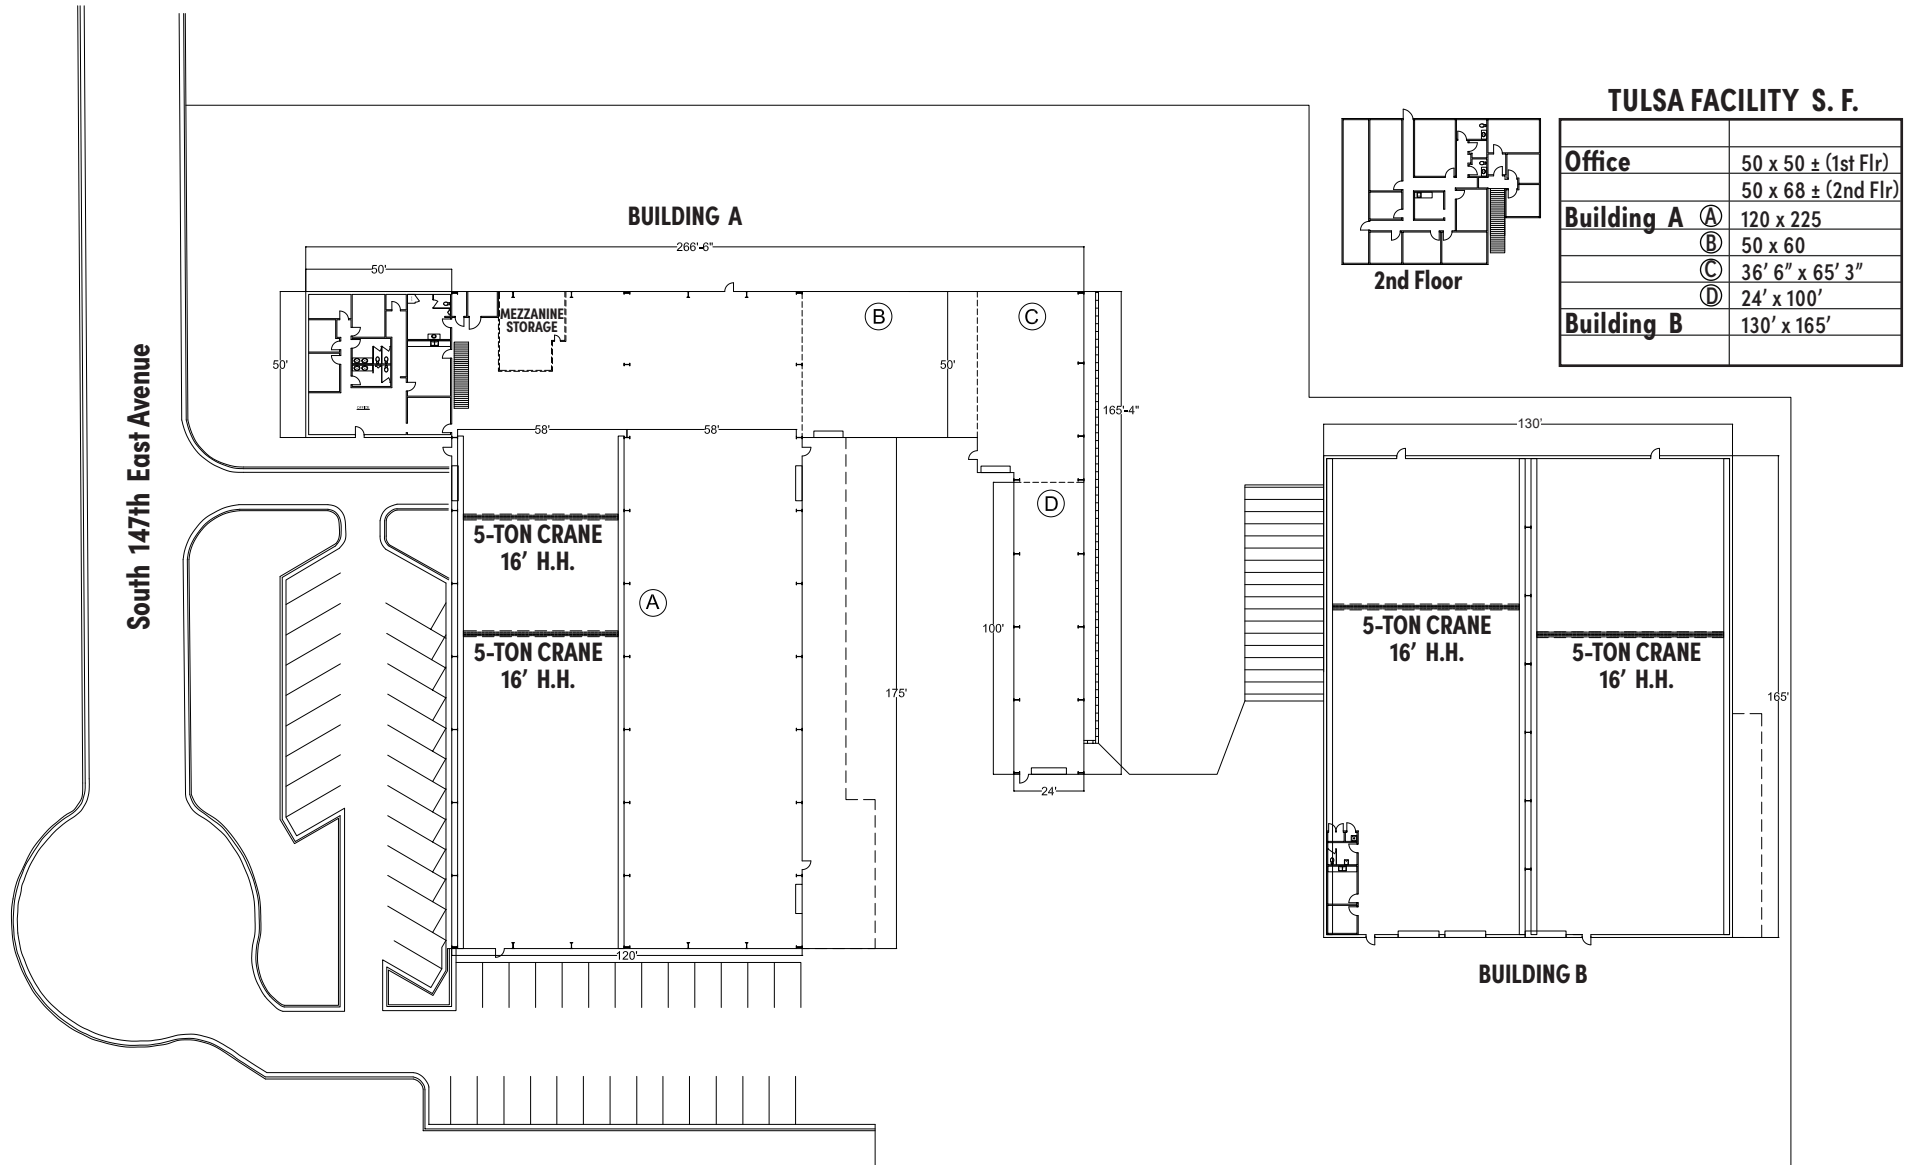 TULSA FACILITY S. F.
Office 50 x 50 ± (1st Flr)
50 x 68 ± (2nd Flr)
Building A Ⓐ 120 x 225
Ⓑ 50 x 60
Ⓒ 36' 6" x 65' 3"
Ⓓ 24' x 100'
Building B 130' x 165'
2nd Floor
BUILDING A
266'-6"
50'
MEZZANINE
STORAGE
B
C
50'
50'
OFFICE
165'-4"
58'
58'
130'
South 147th East Avenue
D
5-TON CRANE
16' H.H.
A
5-TON CRANE
16' H.H.
100'
175'
24'
5-TON CRANE
16' H.H.
5-TON CRANE
16' H.H.
165'
120'
BUILDING B